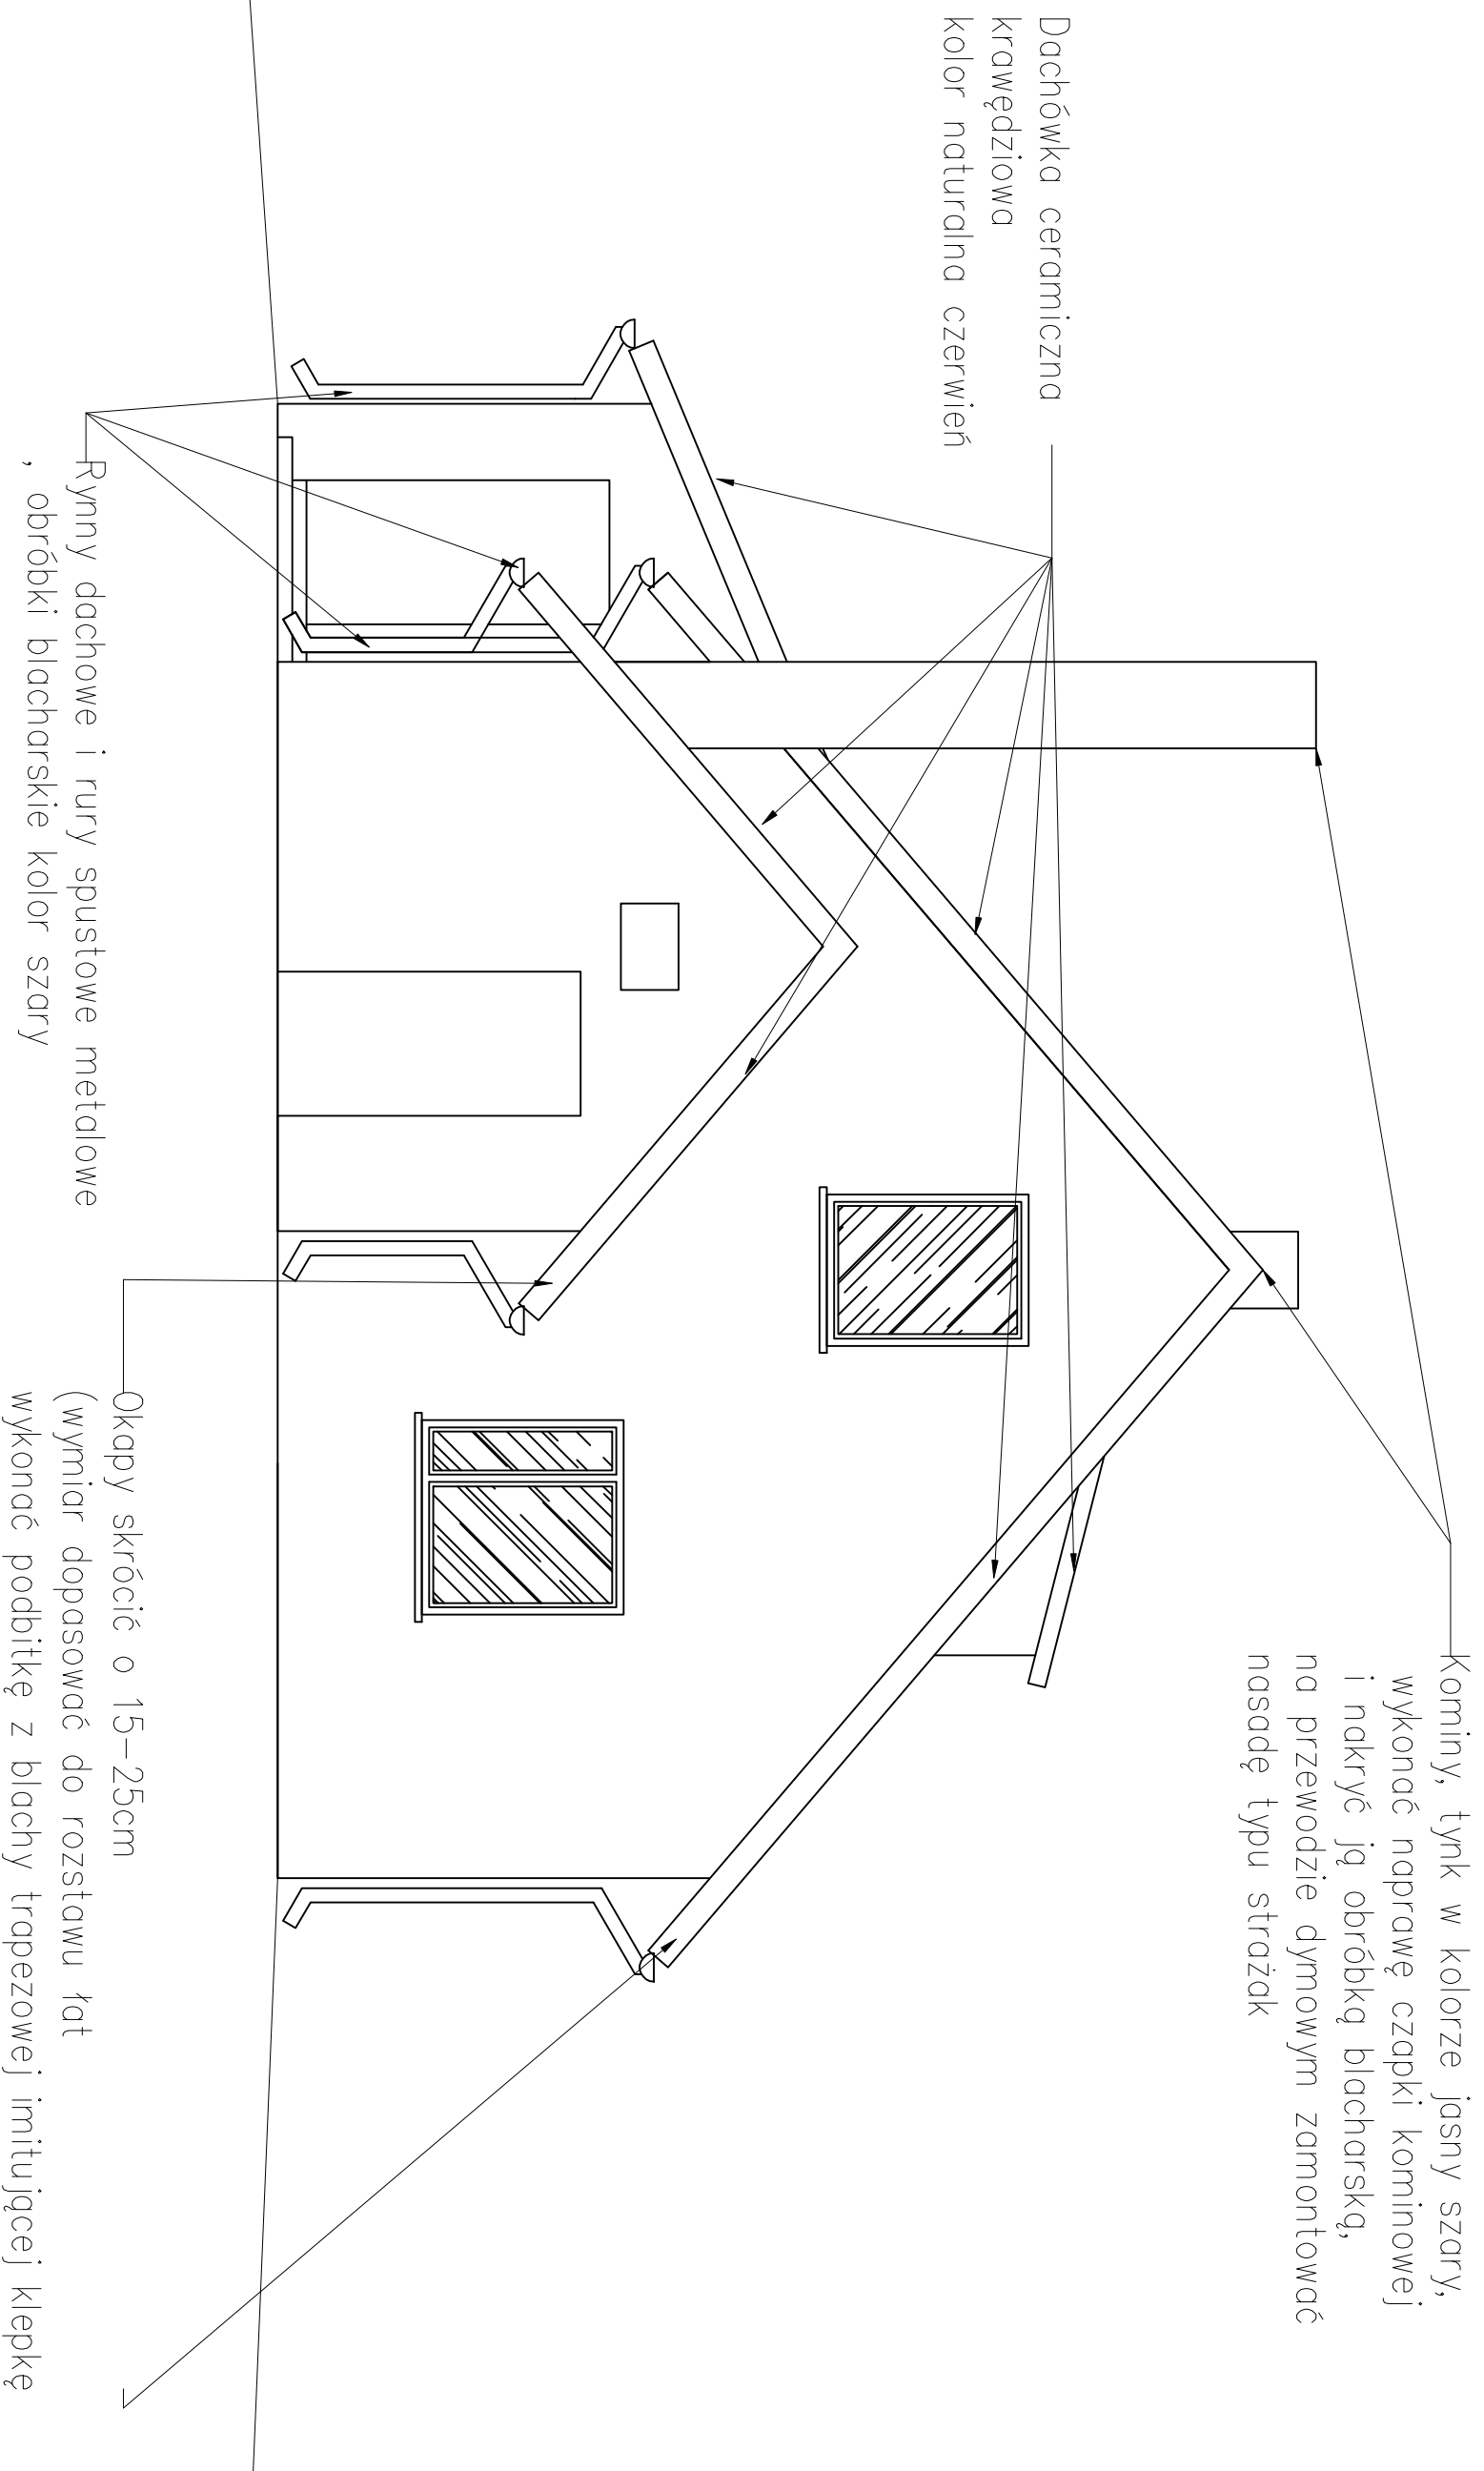 Kominy, tynk w kolorze jasny szary,
wykonać naprawę czapki kominowej
i nakryć ją obróbką blacharską,
na przewodzie dymowym zamontować
nasadę typu strażak
Dachówka ceramiczna
krawędziowa
kolor naturalna czerwień
Rynny dachowe i rury spustowe metalowe
, obróbki blacharskie kolor szary
Okapy skrócić o 15-25cm
(wymiar dopasować do rozstawu łat
wykonać podbitkę z blachy trapezowej imitującej klepkę